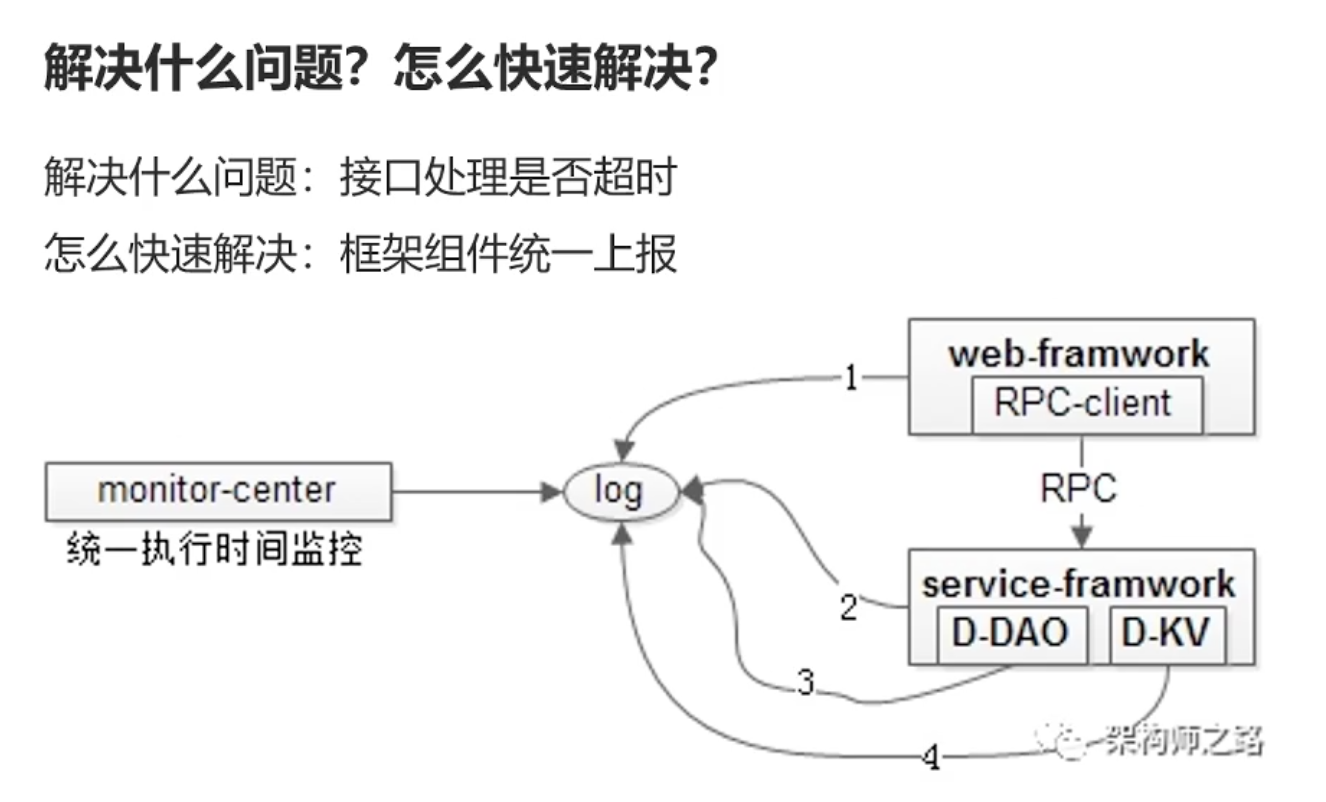 解决什么问题？怎么快速解决？
解决什么问题：接口处理是否超时
怎么快速解决：框架组件统一上报
web-framwork
RPC-client
1
monitor-center
log
RPC
统一执行时间监控
service-framwork
D-DAO
D-KV
2
3
4
架构师之路